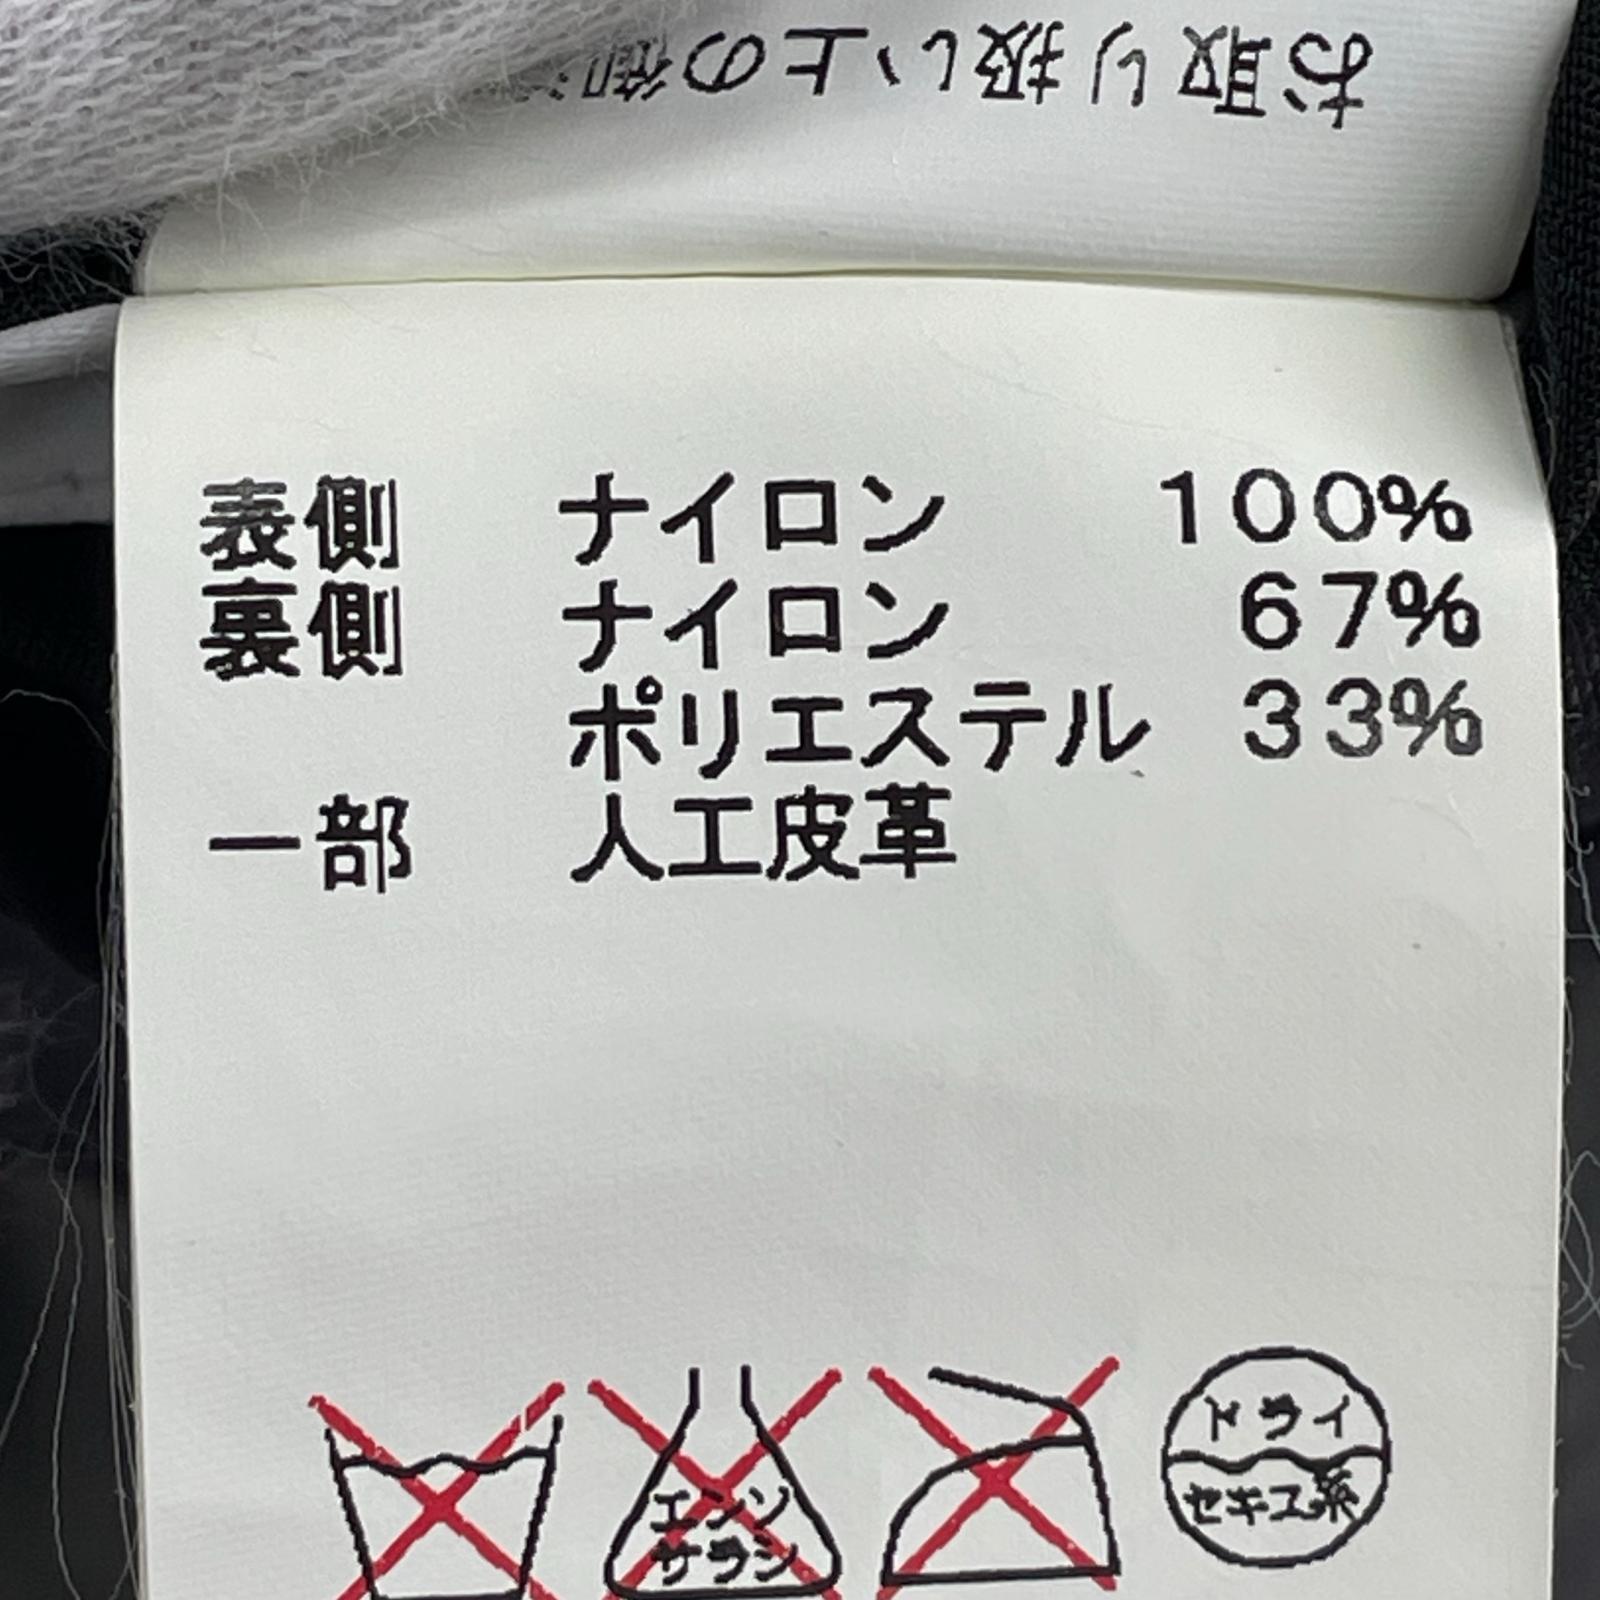 お取り扱い上の御
表側 ナイロン 100%
裏側 ナイロン 67%
ポリエステル 33%
一部 人工皮革
エンソ
サラシ
ドライ
セキユ系